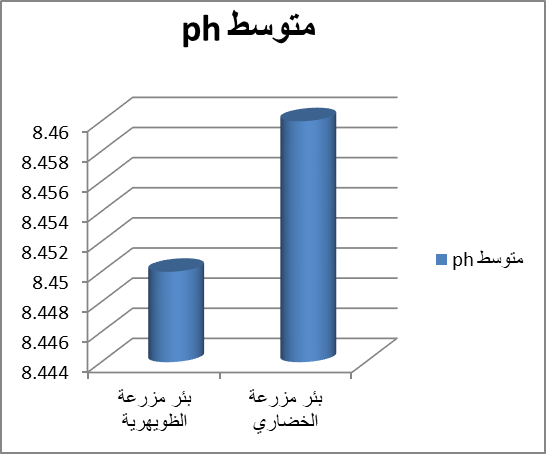 متوسط ph
8.46
8.458
8.456
8.454
8.452
8.45
8.448
8.446
8.444
متوسط ph
بئر مزرعة
الظويهرية
بئر مزرعة
الخضاري